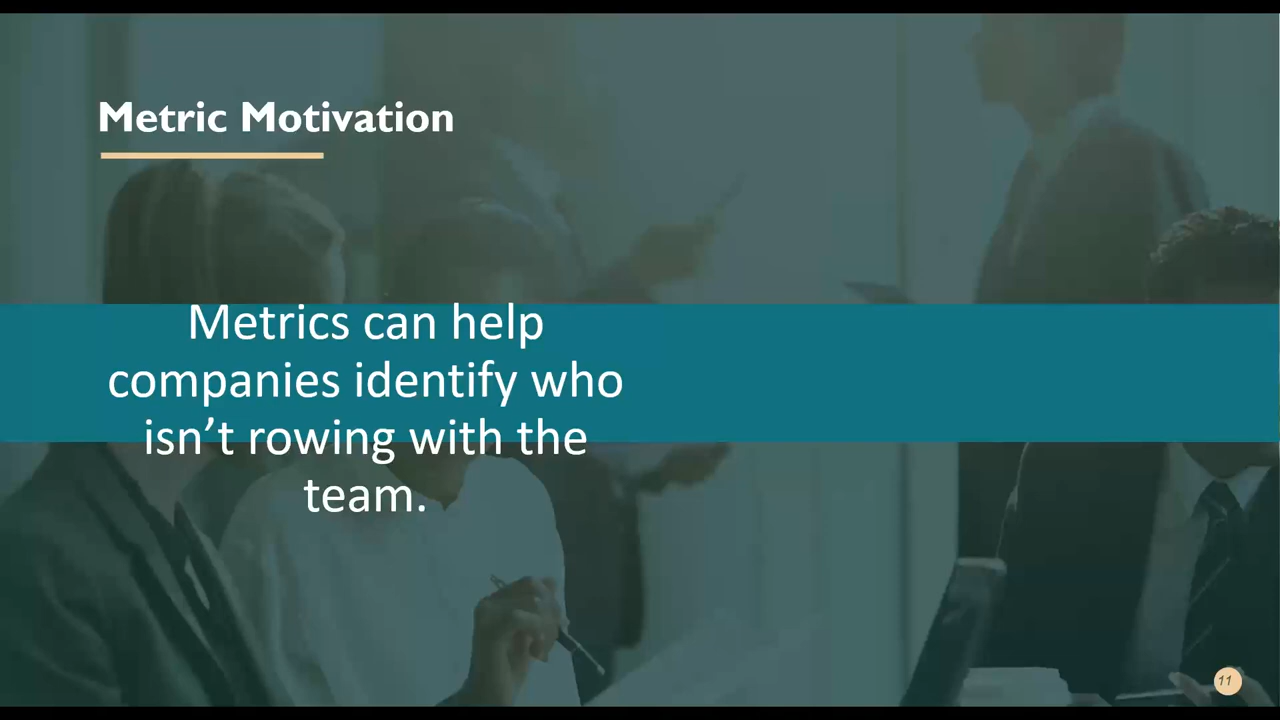 Metric Motivation
Metrics can help
companies identify who
isn’t rowing with the
team.
11